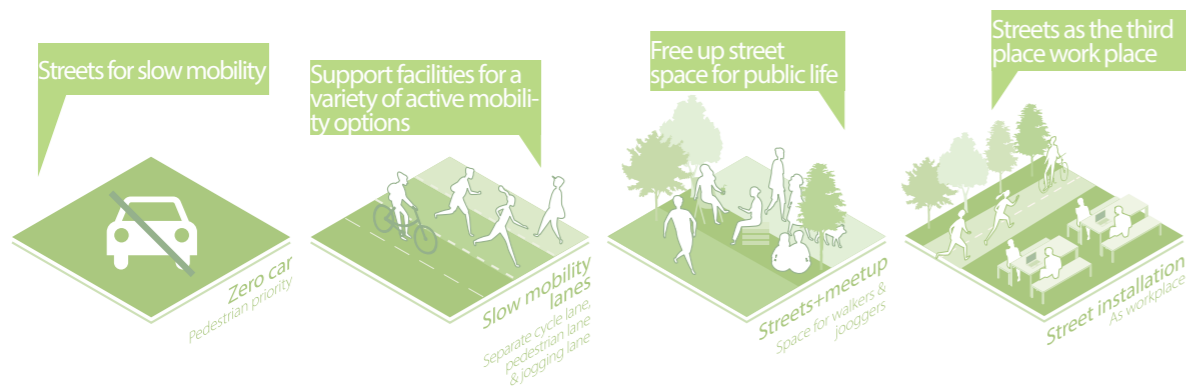 Streets for slow mobility
Zero car
Pedestrian priority
Support facilities for a
variety of active mobili-
ty options
Slow mobility
lanes
Separate cycle lane,
pedestrian lane
& jogging lane
Free up street
space for public life
Streets+meetup
Space for walkers &
jooggers
Streets as the third
place work place
Street installation
As workplace